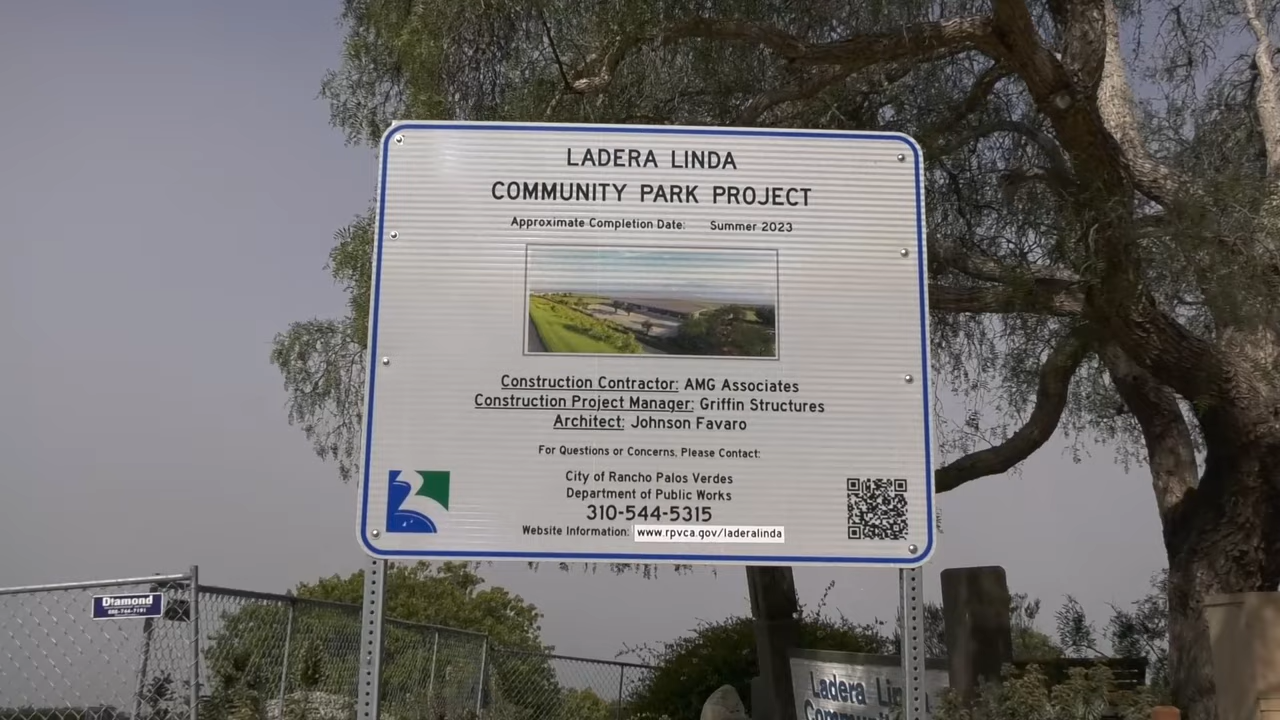 LADERA LINDA
COMMUNITY PARK PROJECT
Approximate Completion Date: Summer 2023
Construction Contractor: AMG Associates
Construction Project Manager: Griffin Structures
Architect: Johnson Favaro
For Questions or Concerns, Please Contact:
City of Rancho Palos Verdes
Department of Public Works
310-544-5315
Website Information: www.rpvca.gov/laderalinda
Diamond
Ladera